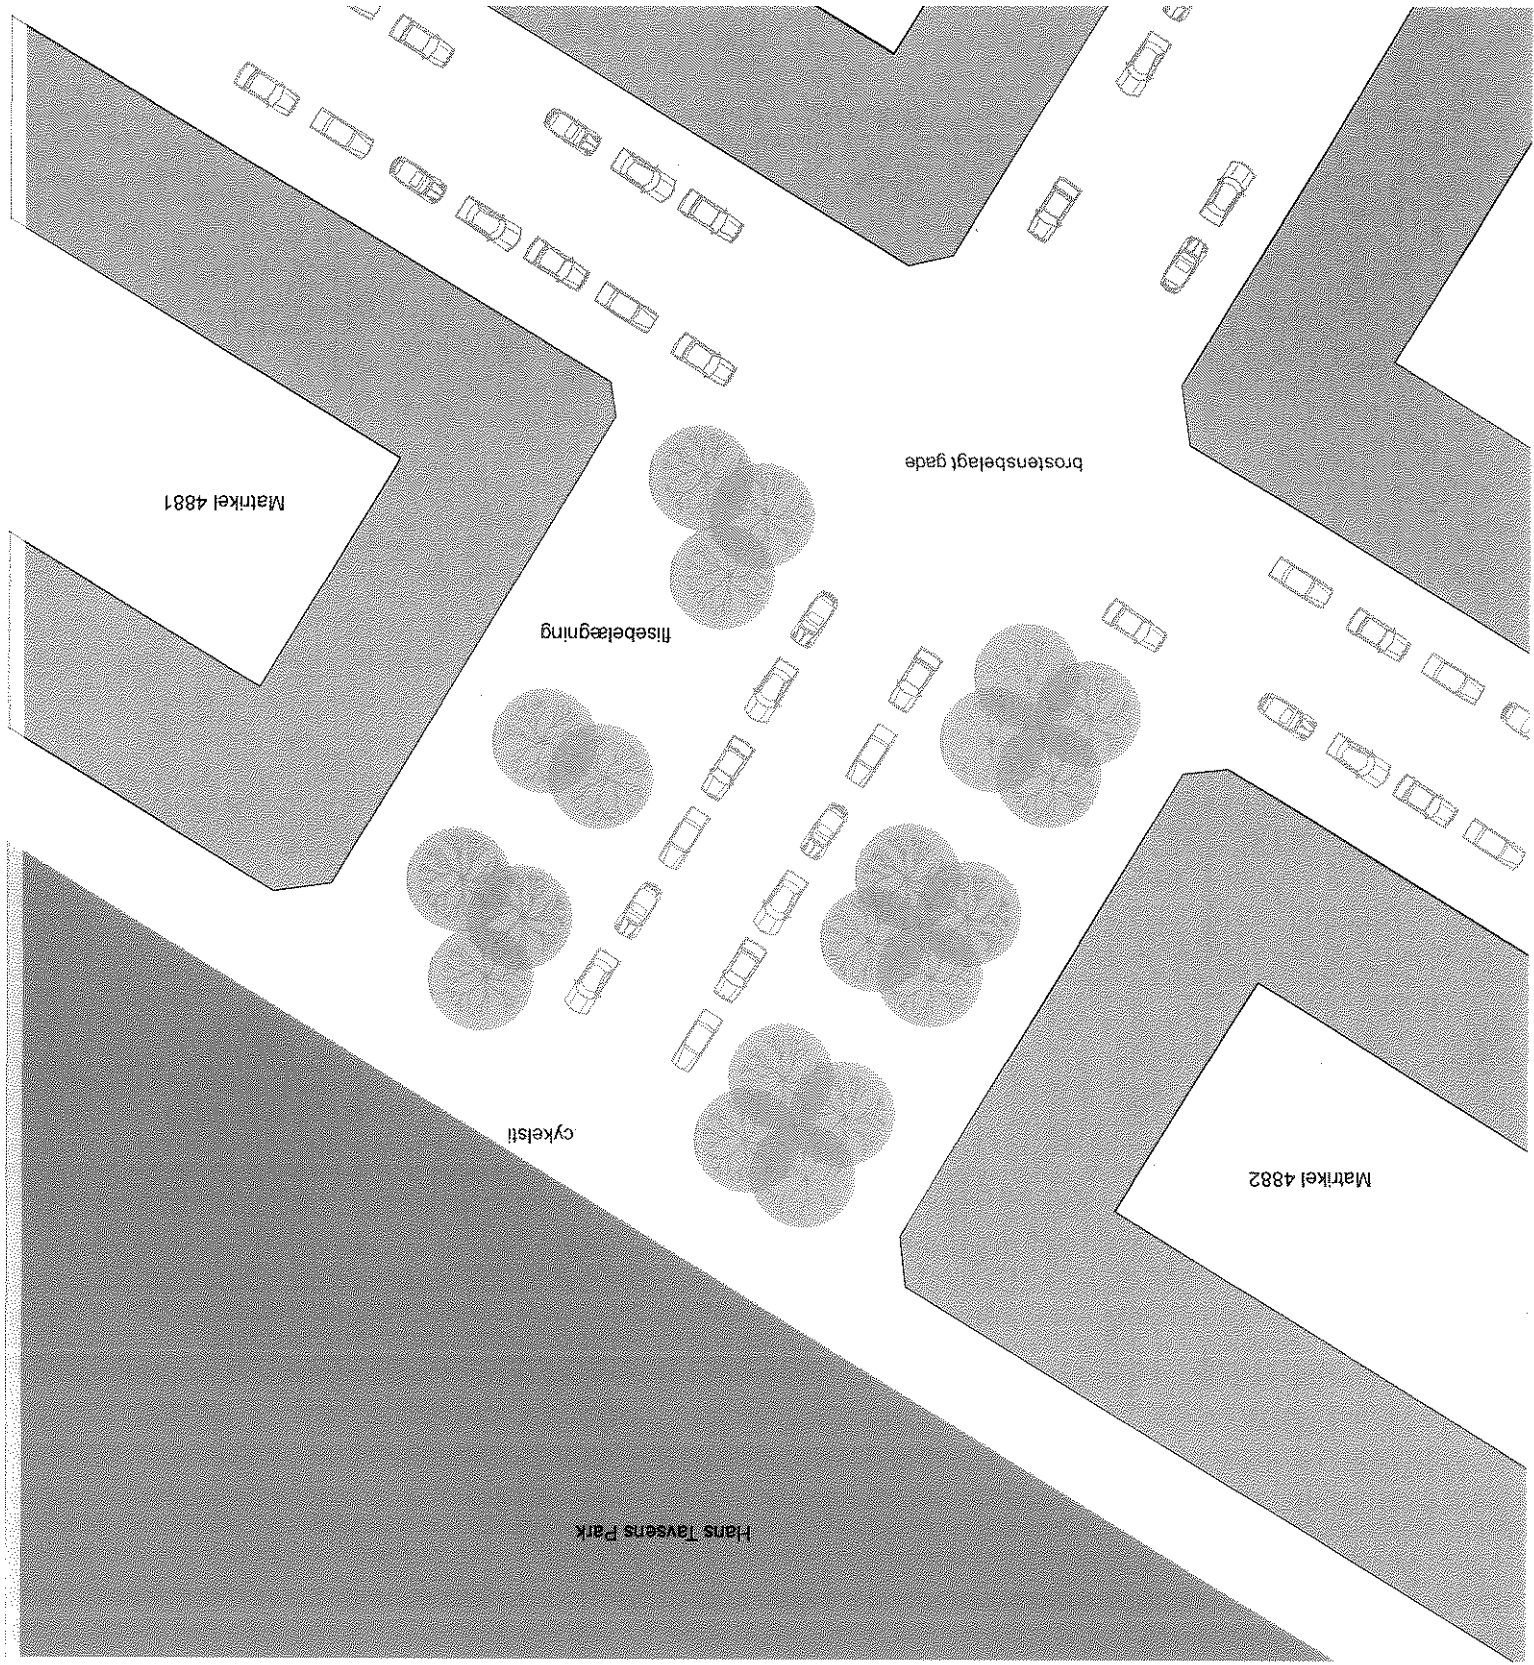 Hans Tavsens Park
Matrikel 4882
cykelsti
flisebelægning
Matrikel 4881
brostensbelagt gade